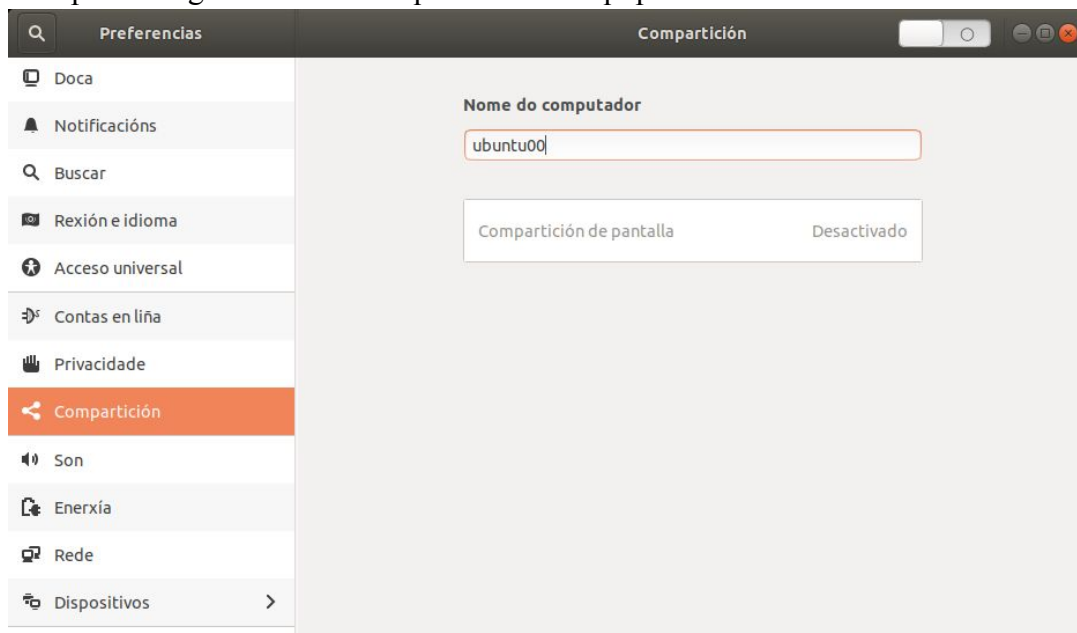 Preferencias
Compartición
Doca
Notificacións
Buscar
Rexión e idioma
Acceso universal
Contas en liña
Privacidade
Compartición
Son
Enerxía
Rede
Dispositivos
Nome do computador
ubuntu00
Compartición de pantalla Desactivado